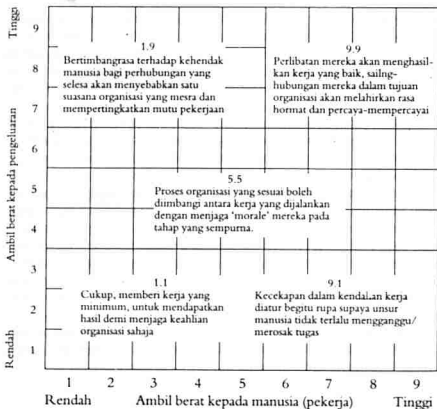 Tinggi
Ambil berat kepada pengeluaran
Rendah
9
8
7
6
5
4
3
2
1
1.9
Bertimbangrasa terhadap kehendak
manusia bagi perhubungan yang
selesa akan menyebabkan satu
suasana organisasi yang mesra dan
mempertingkatkan mutu pekerjaan
9.9
Perlibatan mereka akan menghasil-
kan kerja yang baik, sailng-
hubungan mereka dalam tujuan
organisasi akan melahirkan rasa
hormat dan percaya-mempercayai
5.5
Proses organisasi yang sesuai boleh
diimbangi antara kerja yang dijalankan
dengan menjaga 'morale' mereka pada
tahap yang sempurna.
1.1
Cukup, memberi kerja yang
minimum, untuk mendapatkan
hasil demi menjaga keahlian
organisasi sahaja
9.1
Kecekapan dalam kendalan kerja
diatur begitu rupa supaya unsur
manusia tidak terlalu mengganggu/
merosak tugas
1 2 3 4 5 6 7 8 9
Rendah Ambil berat kepada manusia (pekerja) Tinggi